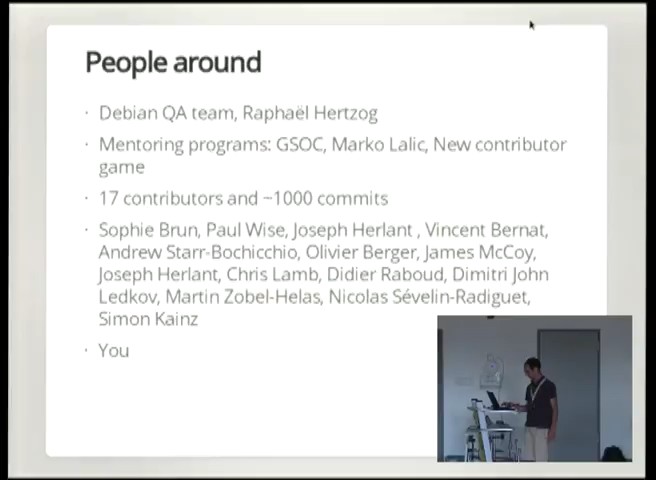 People around
· Debian QA team, Raphaël Hertzog
· Mentoring programs: GSOC, Marko Lalic, New contributor
game
· 17 contributors and ~1000 commits
· Sophie Brun, Paul Wise, Joseph Herlant , Vincent Bernat,
Andrew Starr-Bochicchio, Olivier Berger, James McCoy,
Joseph Herlant, Chris Lamb, Didier Raboud, Dimitri John
Ledkov, Martin Zobel-Helas, Nicolas Sévelin-Radiguet,
Simon Kainz
· You